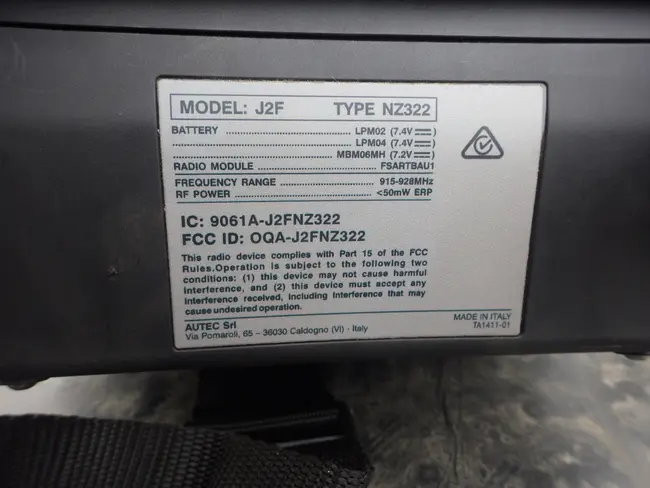 MODEL: J2F TYPE NZ322
BATTERY ........ LPM02 (7.4V⎓)
........ LPM04 (7.4V⎓)
........ MBM06MH (7.2V⎓)
RADIO MODULE ........ FSARTBAU1
FREQUENCY RANGE ........ 915-928MHz
RF POWER ........ <50mW ERP
IC: 9061A-J2FNZ322
FCC ID: OQA-J2FNZ322
This radio device complies with Part 15 of the FCC
Rules.Operation is subject to the following two
conditions: (1) this device may not cause harmful
interference, and (2) this device must accept any
interference received, including interference that may
cause undesired operation.
AUTEC Srl
Via Pomaroli, 65 - 36030 Caldogno (VI) - Italy
MADE IN ITALY
TA1411-01